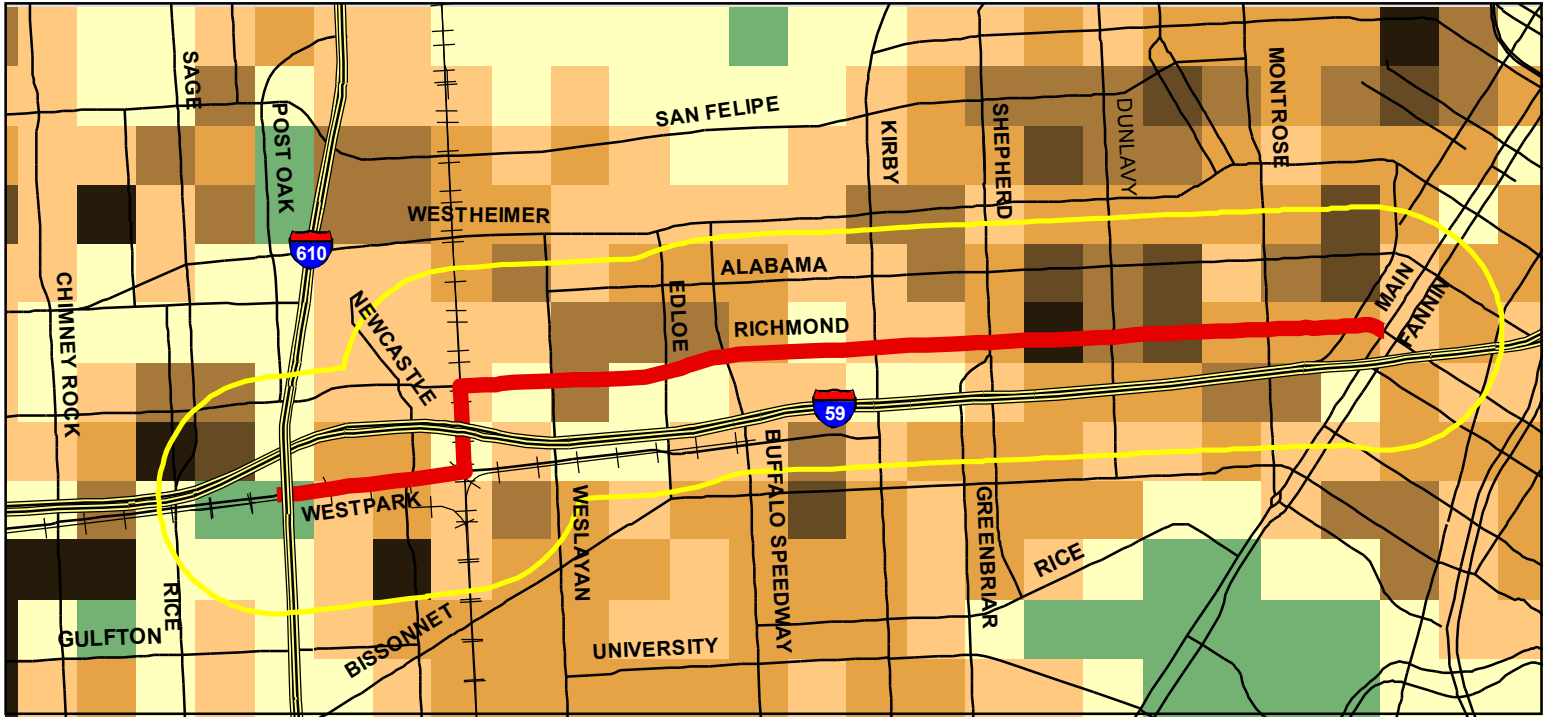 SAGE
POST OAK
SAN FELIPE
KIRBY
SHEPHERD
DUNLAVY
MONTROSE
WESTHEIMER
610
ALABAMA
CHIMNEY ROCK
NEWCASTLE
EDLOE
RICHMOND
MAIN
FANNIN
59
WESTPARK
WESLAYAN
BUFFALO SPEEDWAY
GREENBRIAR
RICE
RICE
GULFTON
BISSONNET
UNIVERSITY